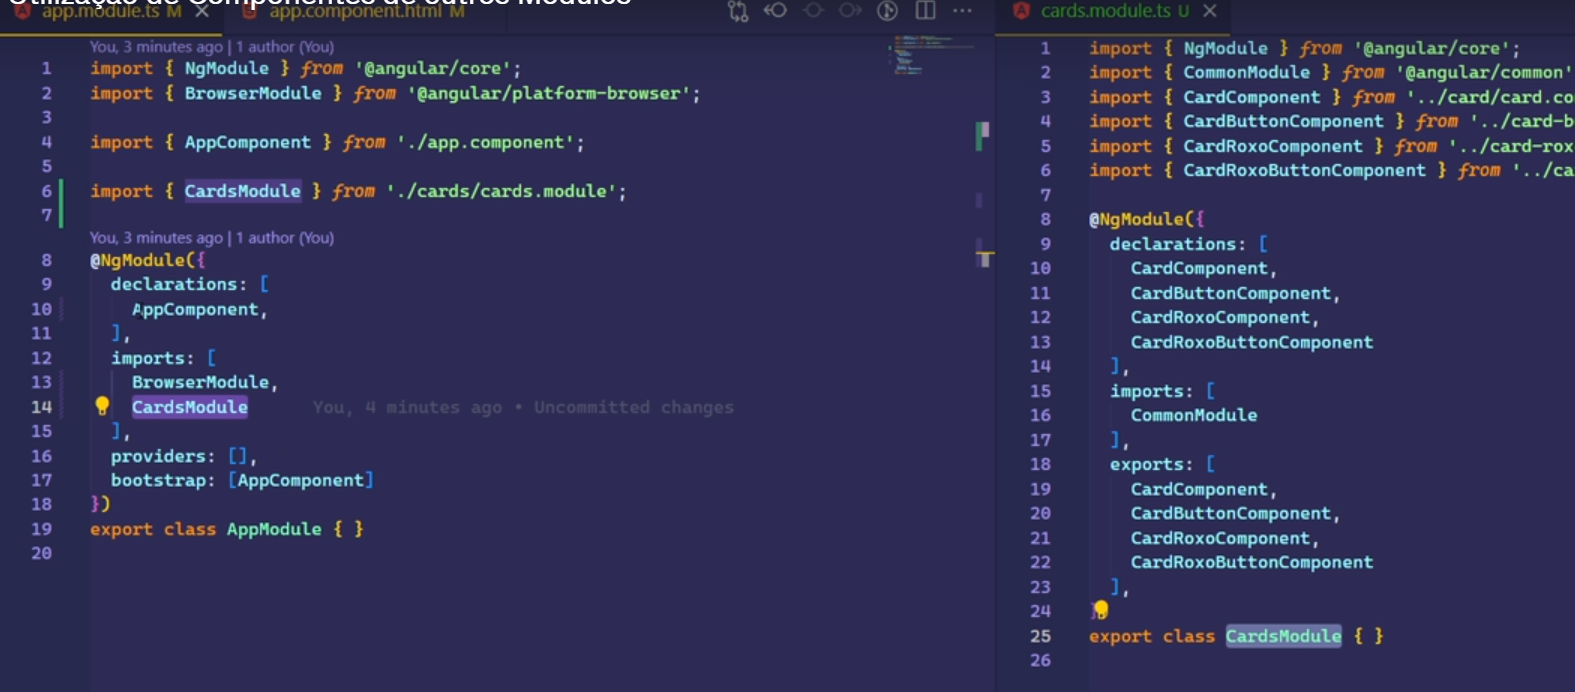 Utilização de Componentes de outros Módulos
app.module.ts M
app.component.html M
You, 3 minutes ago | 1 author (You)
1 import { NgModule } from '@angular/core';
2 import { BrowserModule } from '@angular/platform-browser';
3
4 import { AppComponent } from './app.component';
5
6 import { CardsModule } from './cards/cards.module';
7
You, 3 minutes ago | 1 author (You)
8 @NgModule({
9 declarations: [
10 AppComponent,
11 ],
12 imports: [
13 BrowserModule,
14 CardsModule You, 4 minutes ago • Uncommitted changes
15 ],
16 providers: [],
17 bootstrap: [AppComponent]
18 })
19 export class AppModule { }
20
cards.module.ts U
1 import { NgModule } from '@angular/core';
2 import { CommonModule } from '@angular/common'
3 import { CardComponent } from '../card/card.co
4 import { CardButtonComponent } from '../card-b
5 import { CardRoxoComponent } from '../card-rox
6 import { CardRoxoButtonComponent } from '../ca
7
8 @NgModule({
9 declarations: [
10 CardComponent,
11 CardButtonComponent,
12 CardRoxoComponent,
13 CardRoxoButtonComponent
14 ],
15 imports: [
16 CommonModule
17 ],
18 exports: [
19 CardComponent,
20 CardButtonComponent,
21 CardRoxoComponent,
22 CardRoxoButtonComponent
23 ],
24 }
25 export class CardsModule { }
26